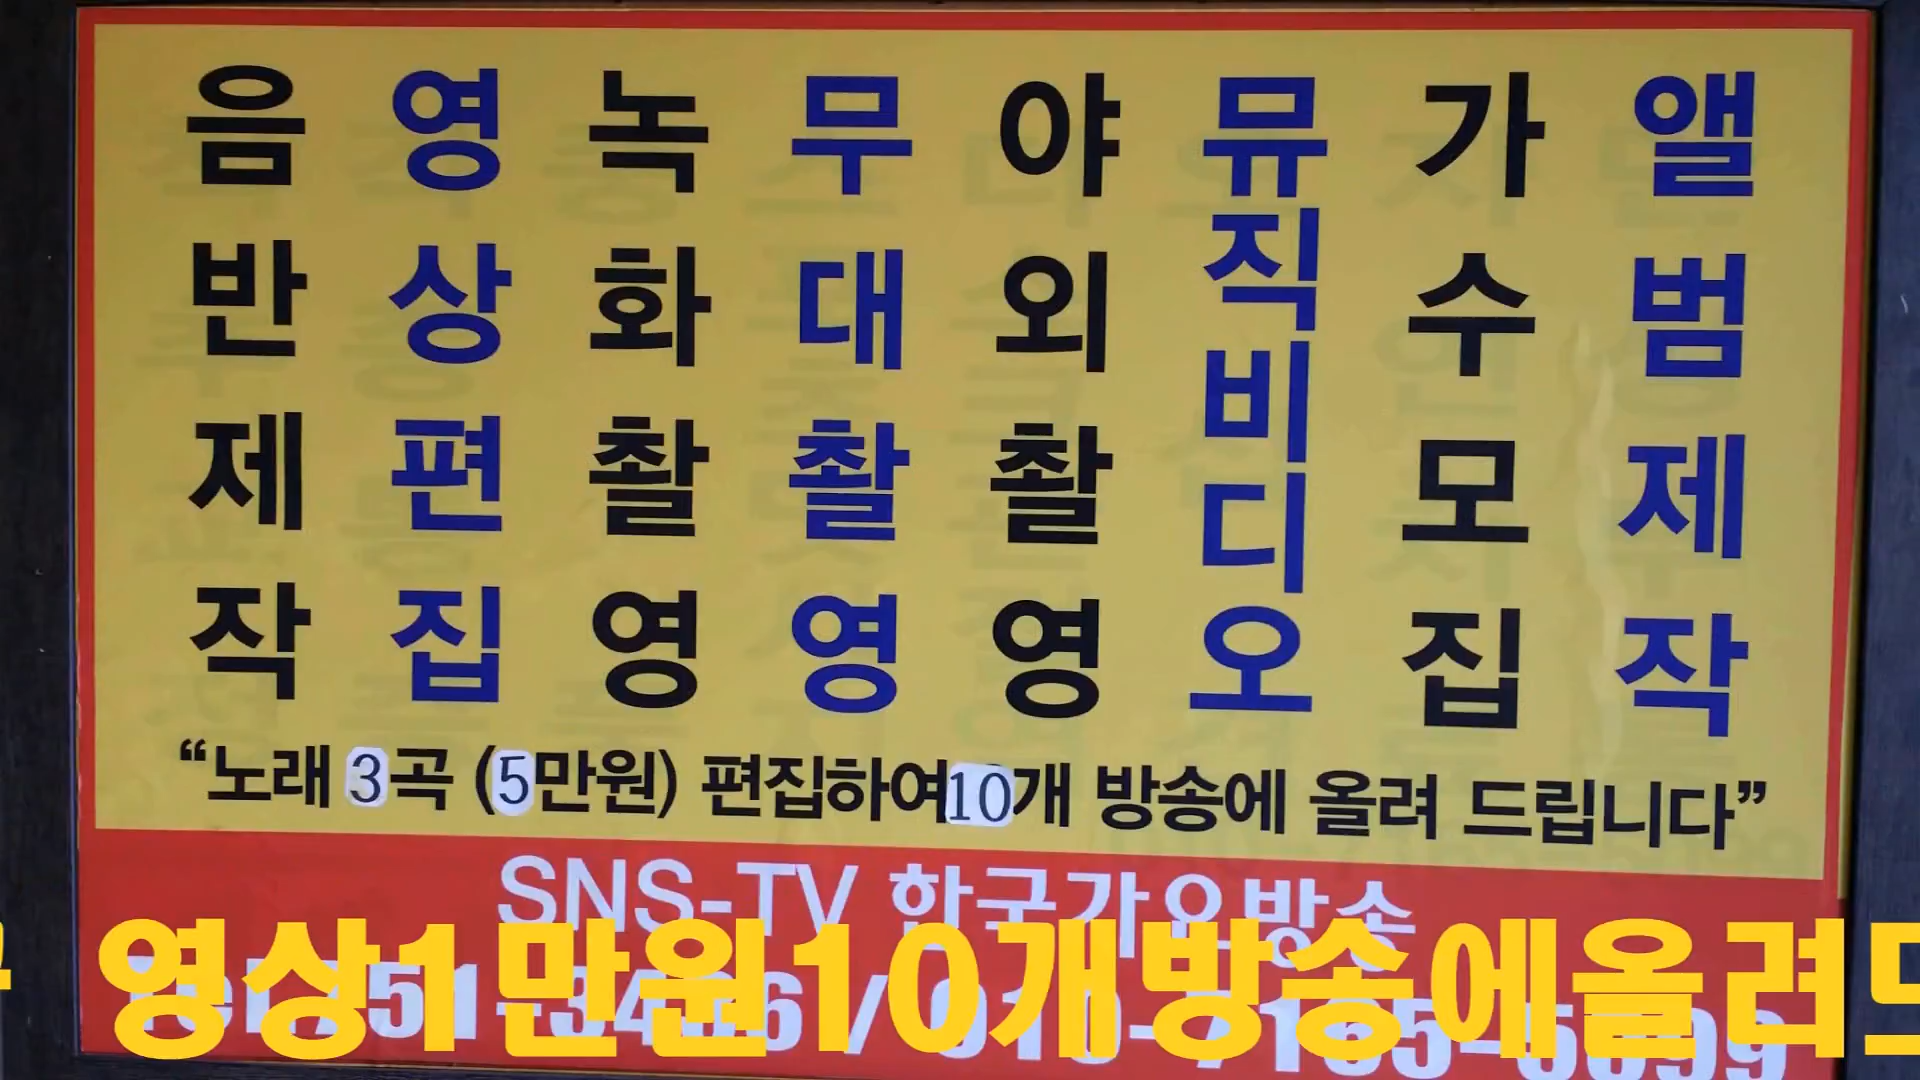 음반제작
영상편집
녹화촬영
무대촬영
야외촬영
뮤직비디오
가수모집
앨범제작
“노래 3곡 (5만원) 편집하여 10개 방송에 올려 드립니다”
SNS-TV 한국가요방송
영상1만원10개방송에올려드